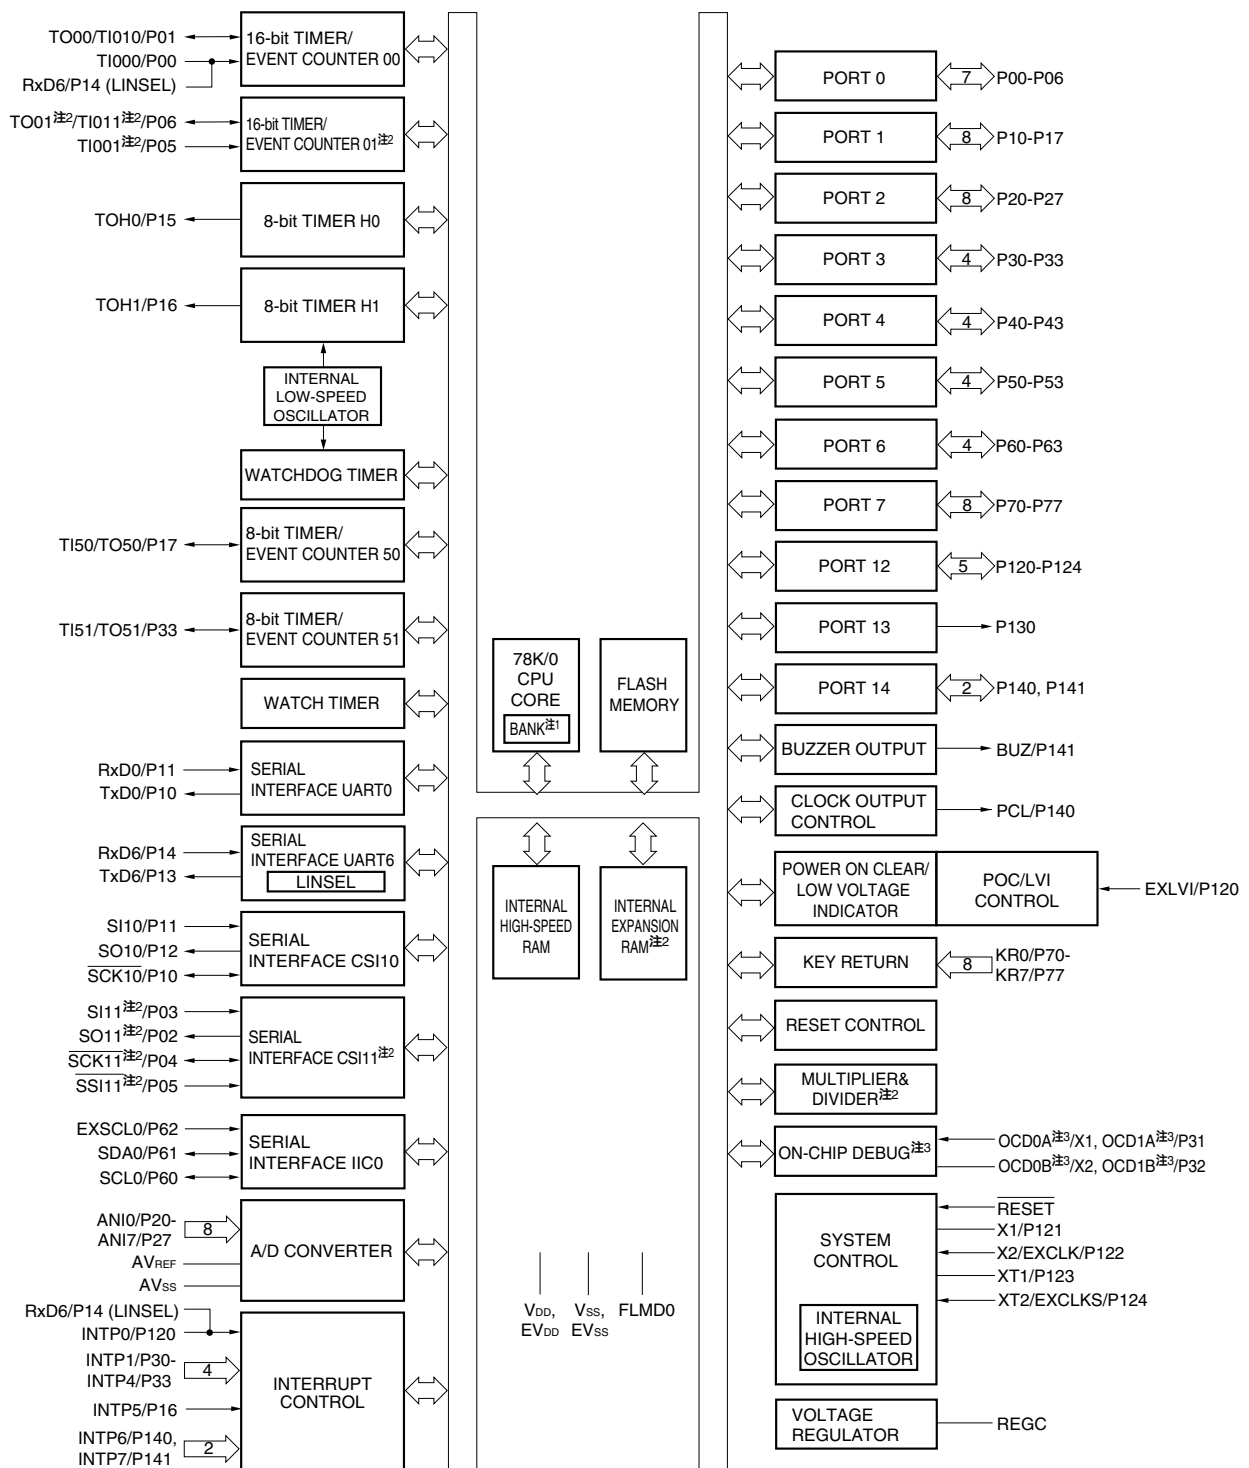 TO00/TI010/P01
TI000/P00
RxD6/P14 (LINSEL)
16-bit TIMER/
EVENT COUNTER 00
TO01注2/TI011注2/P06
TI001注2/P05
16-bit TIMER/
EVENT COUNTER 01注2
TOH0/P15
8-bit TIMER H0
TOH1/P16
8-bit TIMER H1
INTERNAL
LOW-SPEED
OSCILLATOR
WATCHDOG TIMER
TI50/TO50/P17
8-bit TIMER/
EVENT COUNTER 50
TI51/TO51/P33
8-bit TIMER/
EVENT COUNTER 51
WATCH TIMER
RxD0/P11
TxD0/P10
SERIAL
INTERFACE UART0
RxD6/P14
TxD6/P13
SERIAL
INTERFACE UART6
LINSEL
SI10/P11
SO10/P12
SCK10/P10
SERIAL
INTERFACE CSI10
SI11注2/P03
SO11注2/P02
SCK11注2/P04
SSI11注2/P05
SERIAL
INTERFACE CSI11注2
EXSCL0/P62
SDA0/P61
SCL0/P60
SERIAL
INTERFACE IIC0
ANI0/P20-
ANI7/P27
8
AVREF
AVSS
A/D CONVERTER
RxD6/P14 (LINSEL)
INTP0/P120
INTP1/P30-
INTP4/P33
4
INTP5/P16
INTP6/P140,
INTP7/P141
2
INTERRUPT
CONTROL
78K/0
CPU
CORE
BANK注1
FLASH
MEMORY
INTERNAL
HIGH-SPEED
RAM
INTERNAL
EXPANSION
RAM注2
VDD,
EVDD
VSS,
EVSS
FLMD0
PORT 0
7
P00-P06
PORT 1
8
P10-P17
PORT 2
8
P20-P27
PORT 3
4
P30-P33
PORT 4
4
P40-P43
PORT 5
4
P50-P53
PORT 6
4
P60-P63
PORT 7
8
P70-P77
PORT 12
5
P120-P124
PORT 13
P130
PORT 14
2
P140, P141
BUZZER OUTPUT
BUZ/P141
CLOCK OUTPUT
CONTROL
PCL/P140
POWER ON CLEAR/
LOW VOLTAGE
INDICATOR
POC/LVI
CONTROL
EXLVI/P120
KEY RETURN
8
KR0/P70-
KR7/P77
RESET CONTROL
MULTIPLIER&
DIVIDER注2
ON-CHIP DEBUG注3
OCD0A注3/X1, OCD1A注3/P31
OCD0B注3/X2, OCD1B注3/P32
SYSTEM
CONTROL
INTERNAL
HIGH-SPEED
OSCILLATOR
RESET
X1/P121
X2/EXCLK/P122
XT1/P123
XT2/EXCLKS/P124
VOLTAGE
REGULATOR
REGC